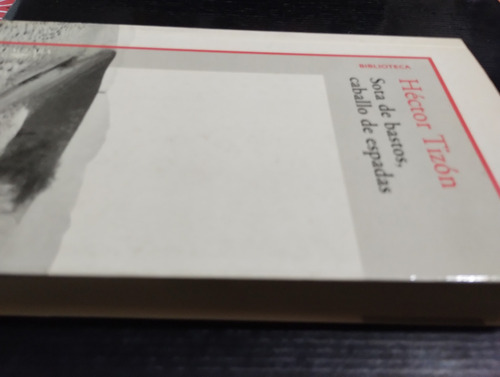 BIBLIOTECA
Héctor Tizón
Sota de bastos,
caballo de espadas